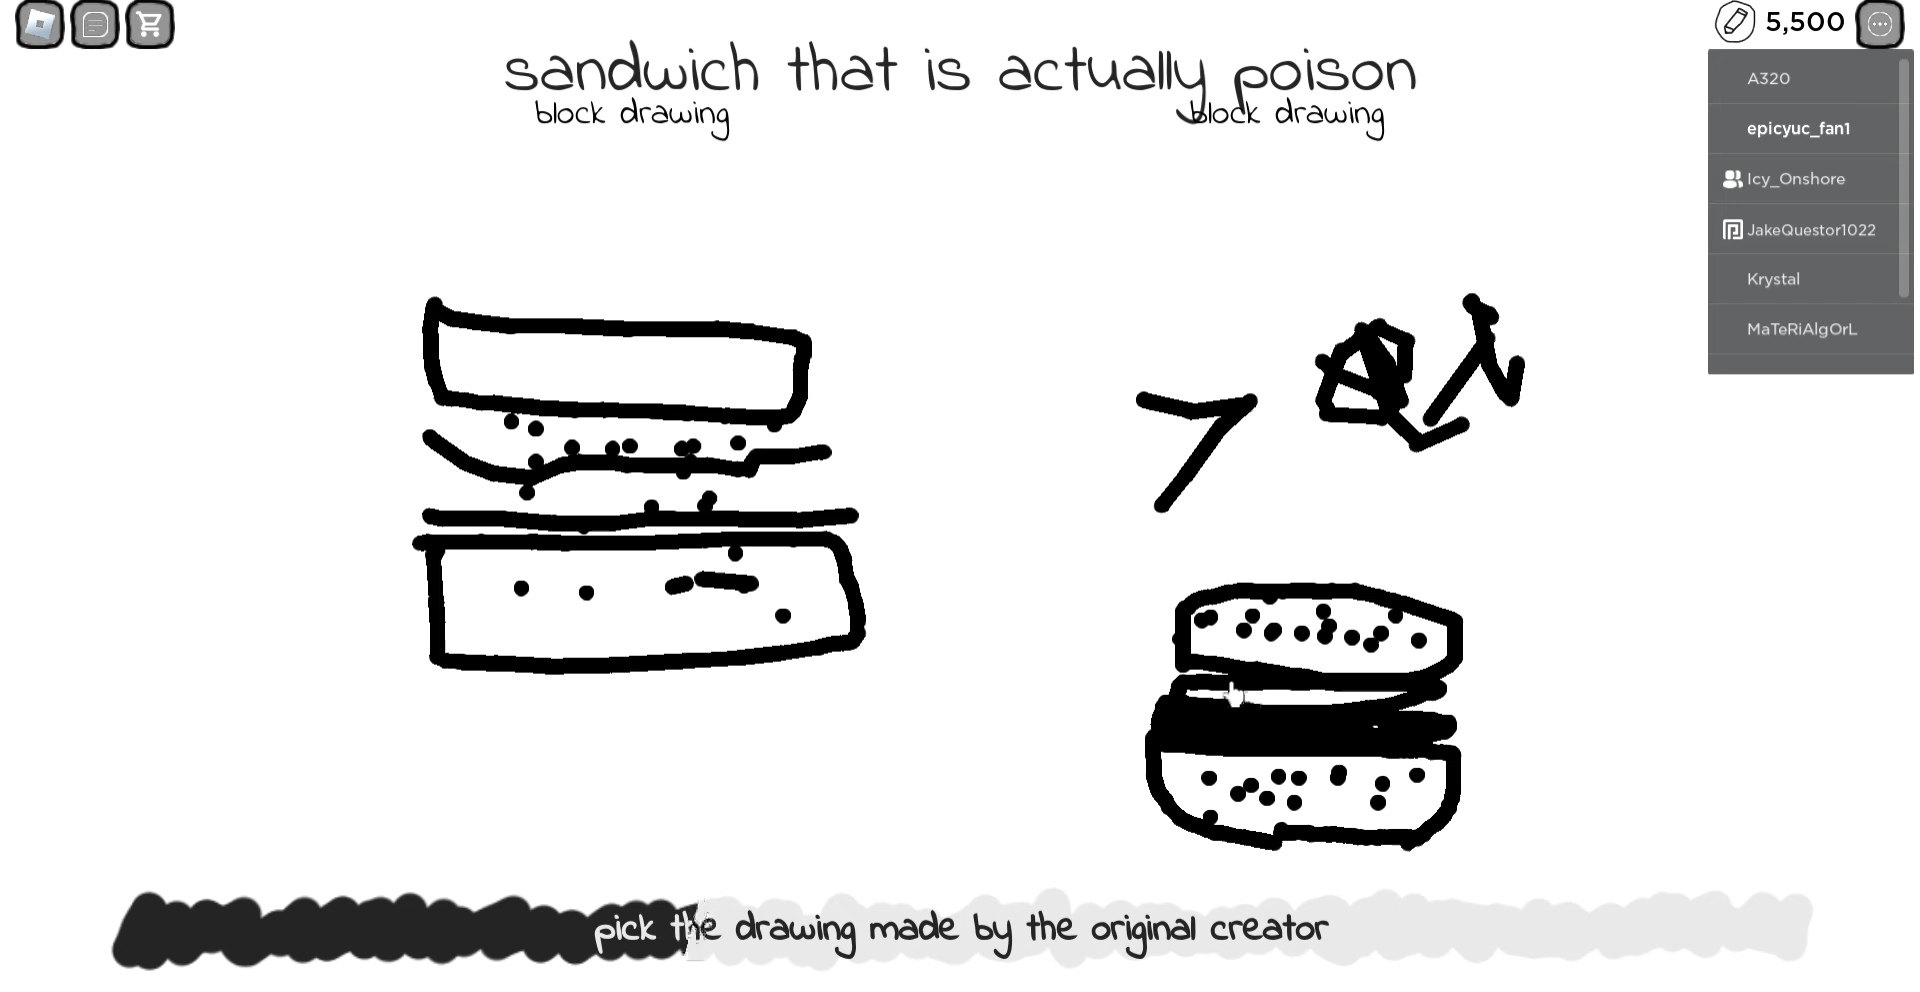 5,500
sandwich that is actually poison
block drawing
block drawing
A320
epicyuc_fan1
Icy_Onshore
JakeQuestor1022
Krystal
MaTeRiAlgOrL
pick the drawing made by the original creator